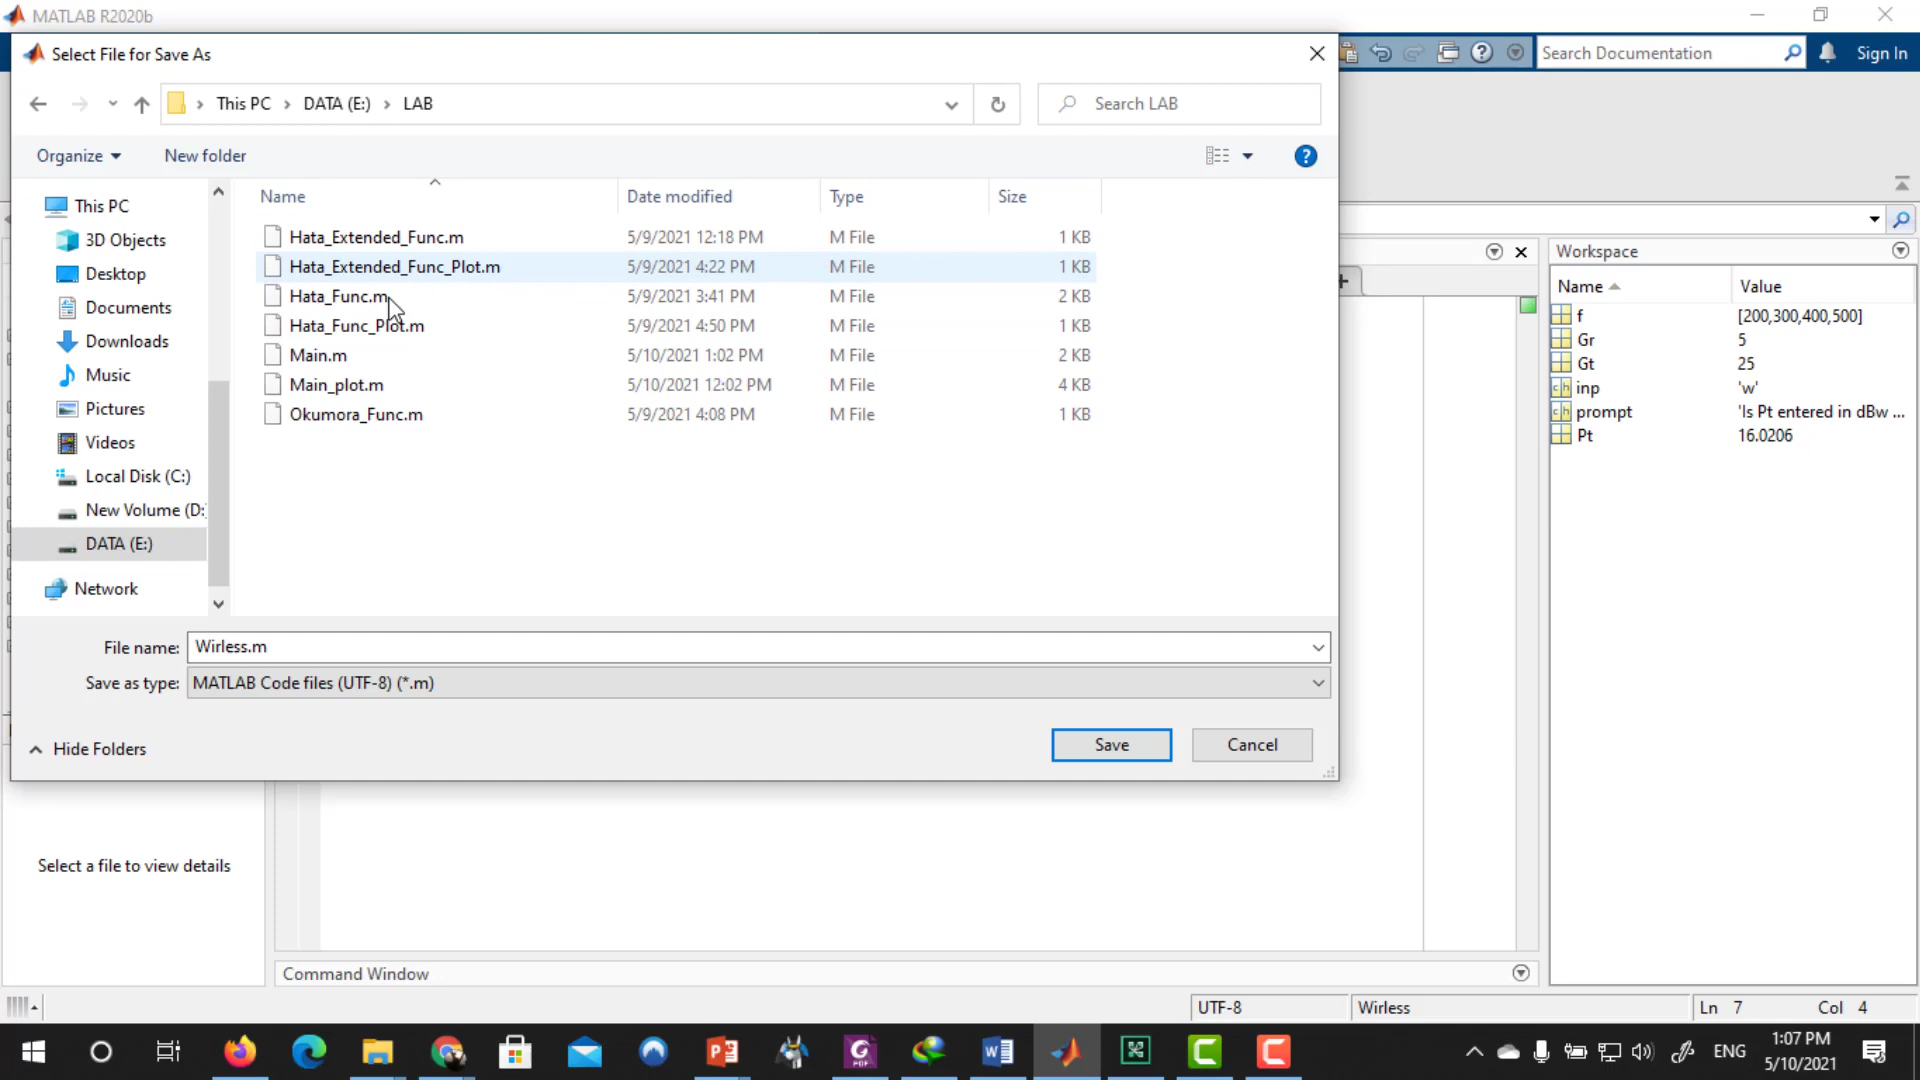 MATLAB R2020b
Select File for Save As
Search Documentation
Sign In
This PC > DATA (E:) > LAB
Search LAB
Organize
New folder
Name
Date modified
Type
Size
This PC
3D Objects
Desktop
Documents
Downloads
Music
Pictures
Videos
Local Disk (C:)
New Volume (D:
DATA (E:)
Network
Hata_Extended_Func.m 5/9/2021 12:18 PM M File 1 KB
Hata_Extended_Func_Plot.m 5/9/2021 4:22 PM M File 1 KB
Hata_Func.m 5/9/2021 3:41 PM M File 2 KB
Hata_Func_Plot.m 5/9/2021 4:50 PM M File 1 KB
Main.m 5/10/2021 1:02 PM M File 2 KB
Main_plot.m 5/10/2021 12:02 PM M File 4 KB
Okumora_Func.m 5/9/2021 4:08 PM M File 1 KB
File name: Wirless.m
Save as type: MATLAB Code files (UTF-8) (*.m)
Hide Folders
Save
Cancel
Workspace
Name Value
f [200,300,400,500]
Gr 5
Gt 25
inp 'w'
prompt 'Is Pt entered in dBw ...
Pt 16.0206
Select a file to view details
Command Window
UTF-8
Wirless
Ln 7 Col 4
ENG
1:07 PM
5/10/2021